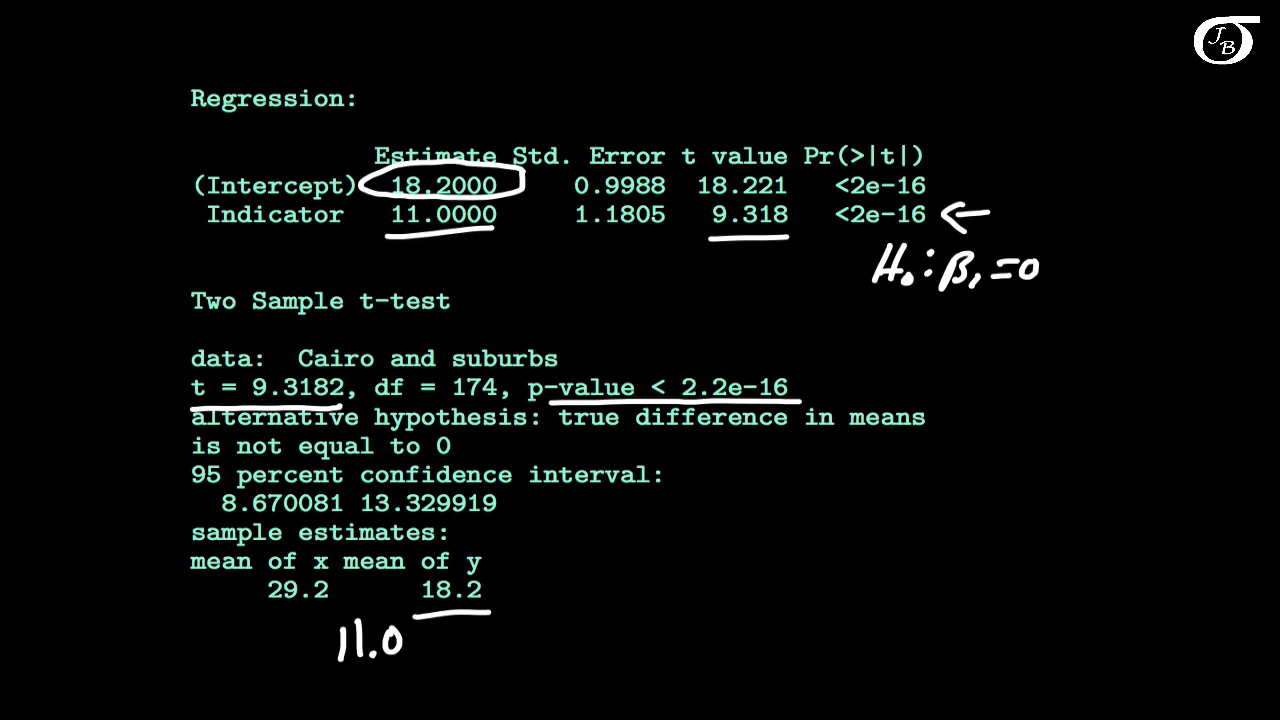 JB
Regression:
Estimate Std. Error t value Pr(>|t|)
(Intercept) 18.2000 0.9988 18.221 <2e-16
Indicator 11.0000 1.1805 9.318 <2e-16 ←
H₀: β₁ = 0
Two Sample t-test
data: Cairo and suburbs
t = 9.3182, df = 174, p-value < 2.2e-16
alternative hypothesis: true difference in means
is not equal to 0
95 percent confidence interval:
8.670081 13.329919
sample estimates:
mean of x mean of y
29.2 18.2
11.0